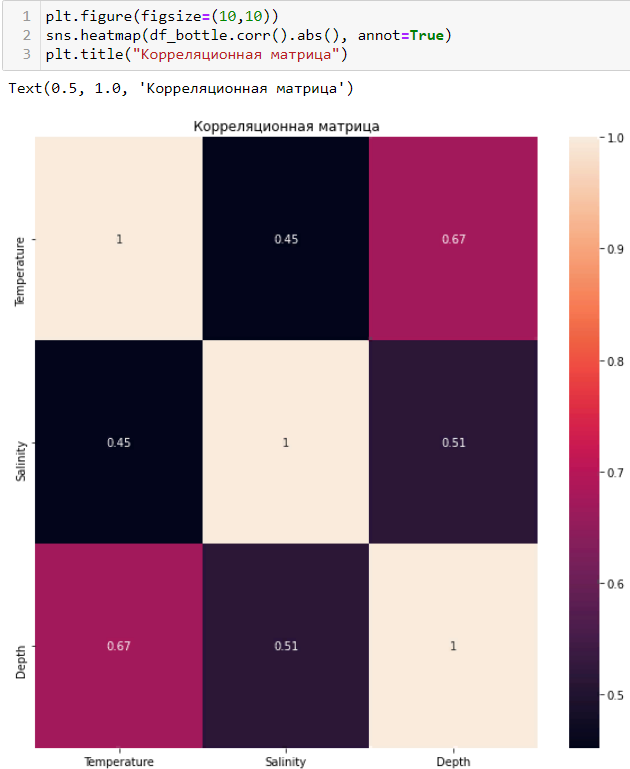 1 plt.figure(figsize=(10,10))
2 sns.heatmap(df_bottle.corr().abs(), annot=True)
3 plt.title("Корреляционная матрица")
Text(0.5, 1.0, 'Корреляционная матрица')
Корреляционная матрица
Temperature 1 0.45 0.67
Salinity 0.45 1 0.51
Depth 0.67 0.51 1
Temperature Salinity Depth
1.0
0.9
0.8
0.7
0.6
0.5